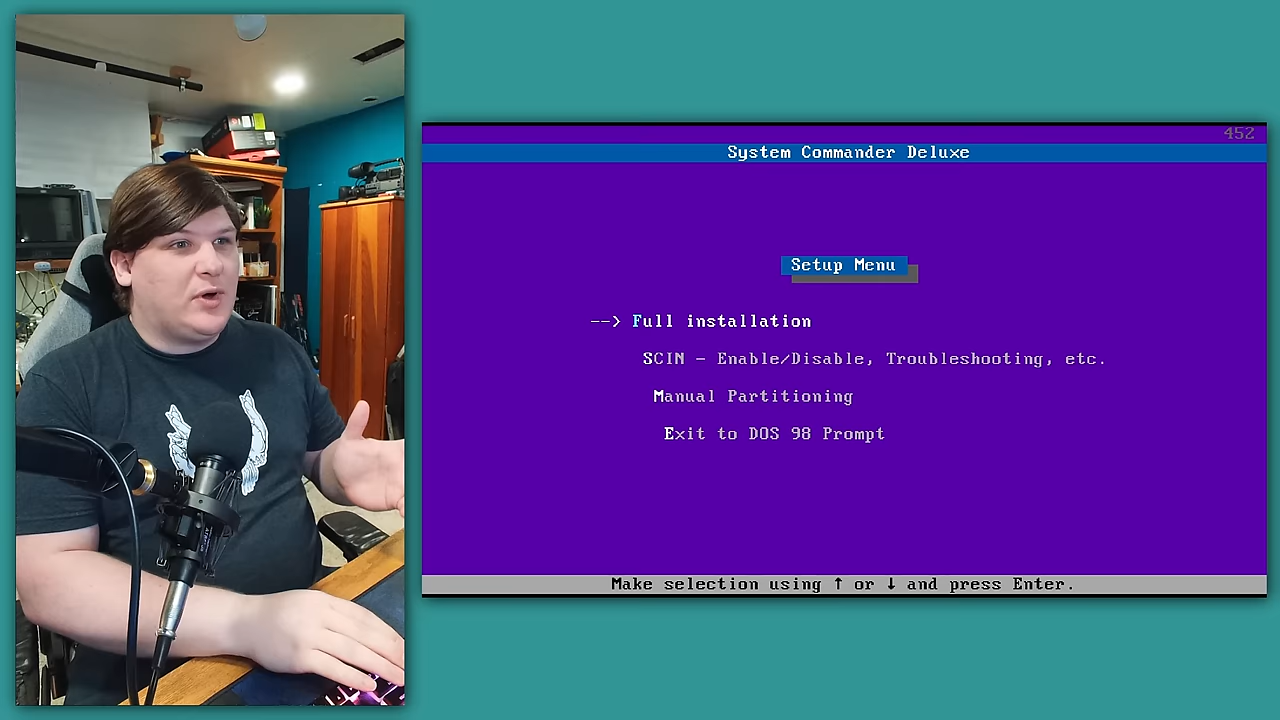 452
System Commander Deluxe
Setup Menu
--> Full installation
SCIN - Enable/Disable, Troubleshooting, etc.
Manual Partitioning
Exit to DOS 98 Prompt
Make selection using ↑ or ↓ and press Enter.